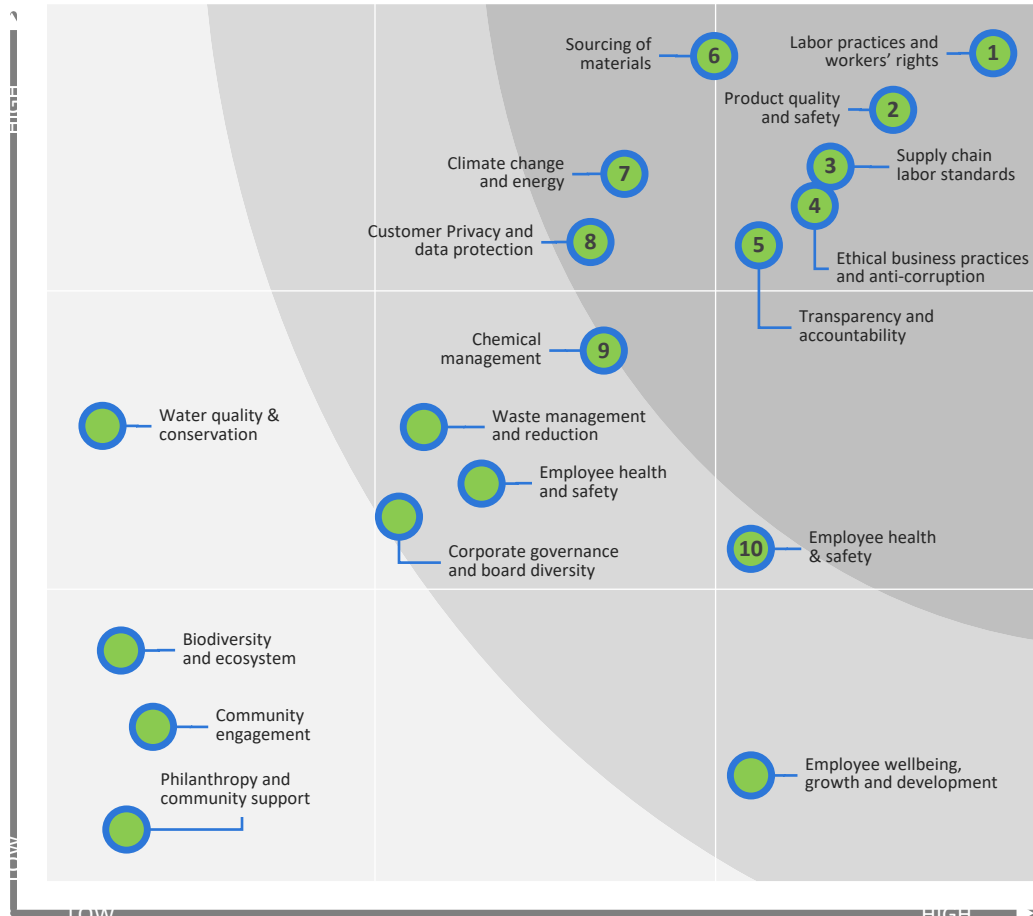 HIGH
Sourcing of
materials
6
Labor practices and
workers' rights
1
Product quality
and safety
2
Climate change
and energy
7
3
Supply chain
labor standards
Customer Privacy and
data protection
8
4
Ethical business practices
and anti-corruption
5
Transparency and
accountability
Chemical
management
9
Water quality &
conservation
Waste management
and reduction
Employee health
and safety
Corporate governance
and board diversity
10
Employee health
& safety
Biodiversity
and ecosystem
Community
engagement
Philanthropy and
community support
Employee wellbeing,
growth and development
LOW
LOW
HIGH